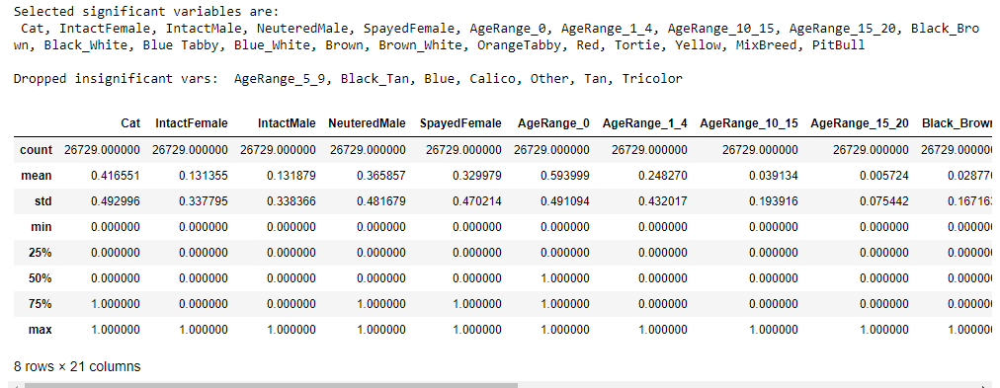 Selected significant variables are:
Cat, IntactFemale, IntactMale, NeuteredMale, SpayedFemale, AgeRange_0, AgeRange_1_4, AgeRange_10_15, AgeRange_15_20, Black_Bro
wn, Black_White, Blue Tabby, Blue_White, Brown, Brown_White, OrangeTabby, Red, Tortie, Yellow, MixBreed, PitBull
Dropped insignificant vars:  AgeRange_5_9, Black_Tan, Blue, Calico, Other, Tan, Tricolor
Cat IntactFemale IntactMale NeuteredMale SpayedFemale AgeRange_0 AgeRange_1_4 AgeRange_10_15 AgeRange_15_20 Black_Brown
count 26729.000000 26729.000000 26729.000000 26729.000000 26729.000000 26729.000000 26729.000000 26729.000000 26729.000000 26729.00000
mean 0.416551 0.131355 0.131879 0.365857 0.329979 0.593999 0.248270 0.039134 0.005724 0.02877
std 0.492996 0.337795 0.338366 0.481679 0.470214 0.491094 0.432017 0.193916 0.075442 0.16716
min 0.000000 0.000000 0.000000 0.000000 0.000000 0.000000 0.000000 0.000000 0.000000 0.00000
25% 0.000000 0.000000 0.000000 0.000000 0.000000 0.000000 0.000000 0.000000 0.000000 0.00000
50% 0.000000 0.000000 0.000000 0.000000 0.000000 1.000000 0.000000 0.000000 0.000000 0.00000
75% 1.000000 0.000000 0.000000 1.000000 1.000000 1.000000 0.000000 0.000000 0.000000 0.00000
max 1.000000 1.000000 1.000000 1.000000 1.000000 1.000000 1.000000 1.000000 1.000000 1.00000
8 rows × 21 columns